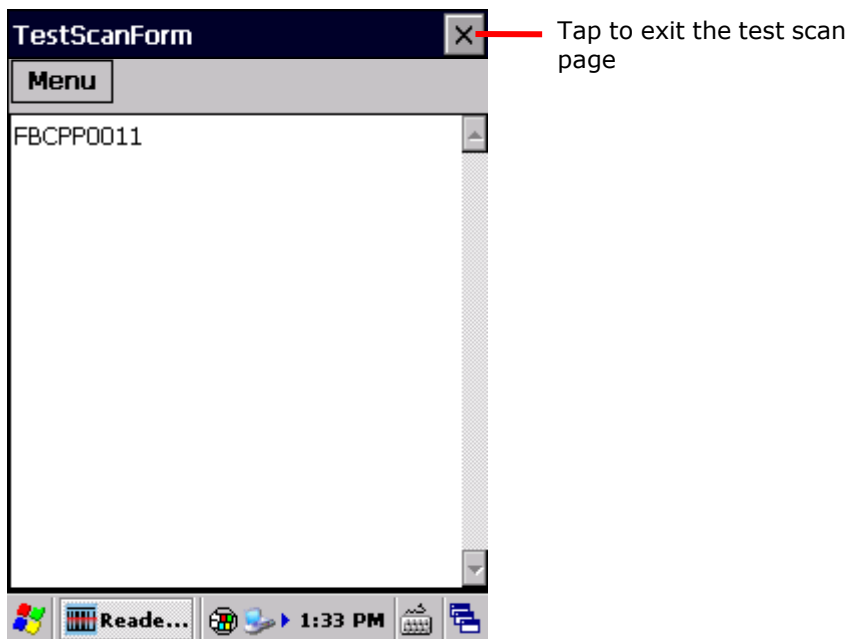 TestScanForm
Tap to exit the test scan
page
Menu
FBCPP0011
Reade... 1:33 PM